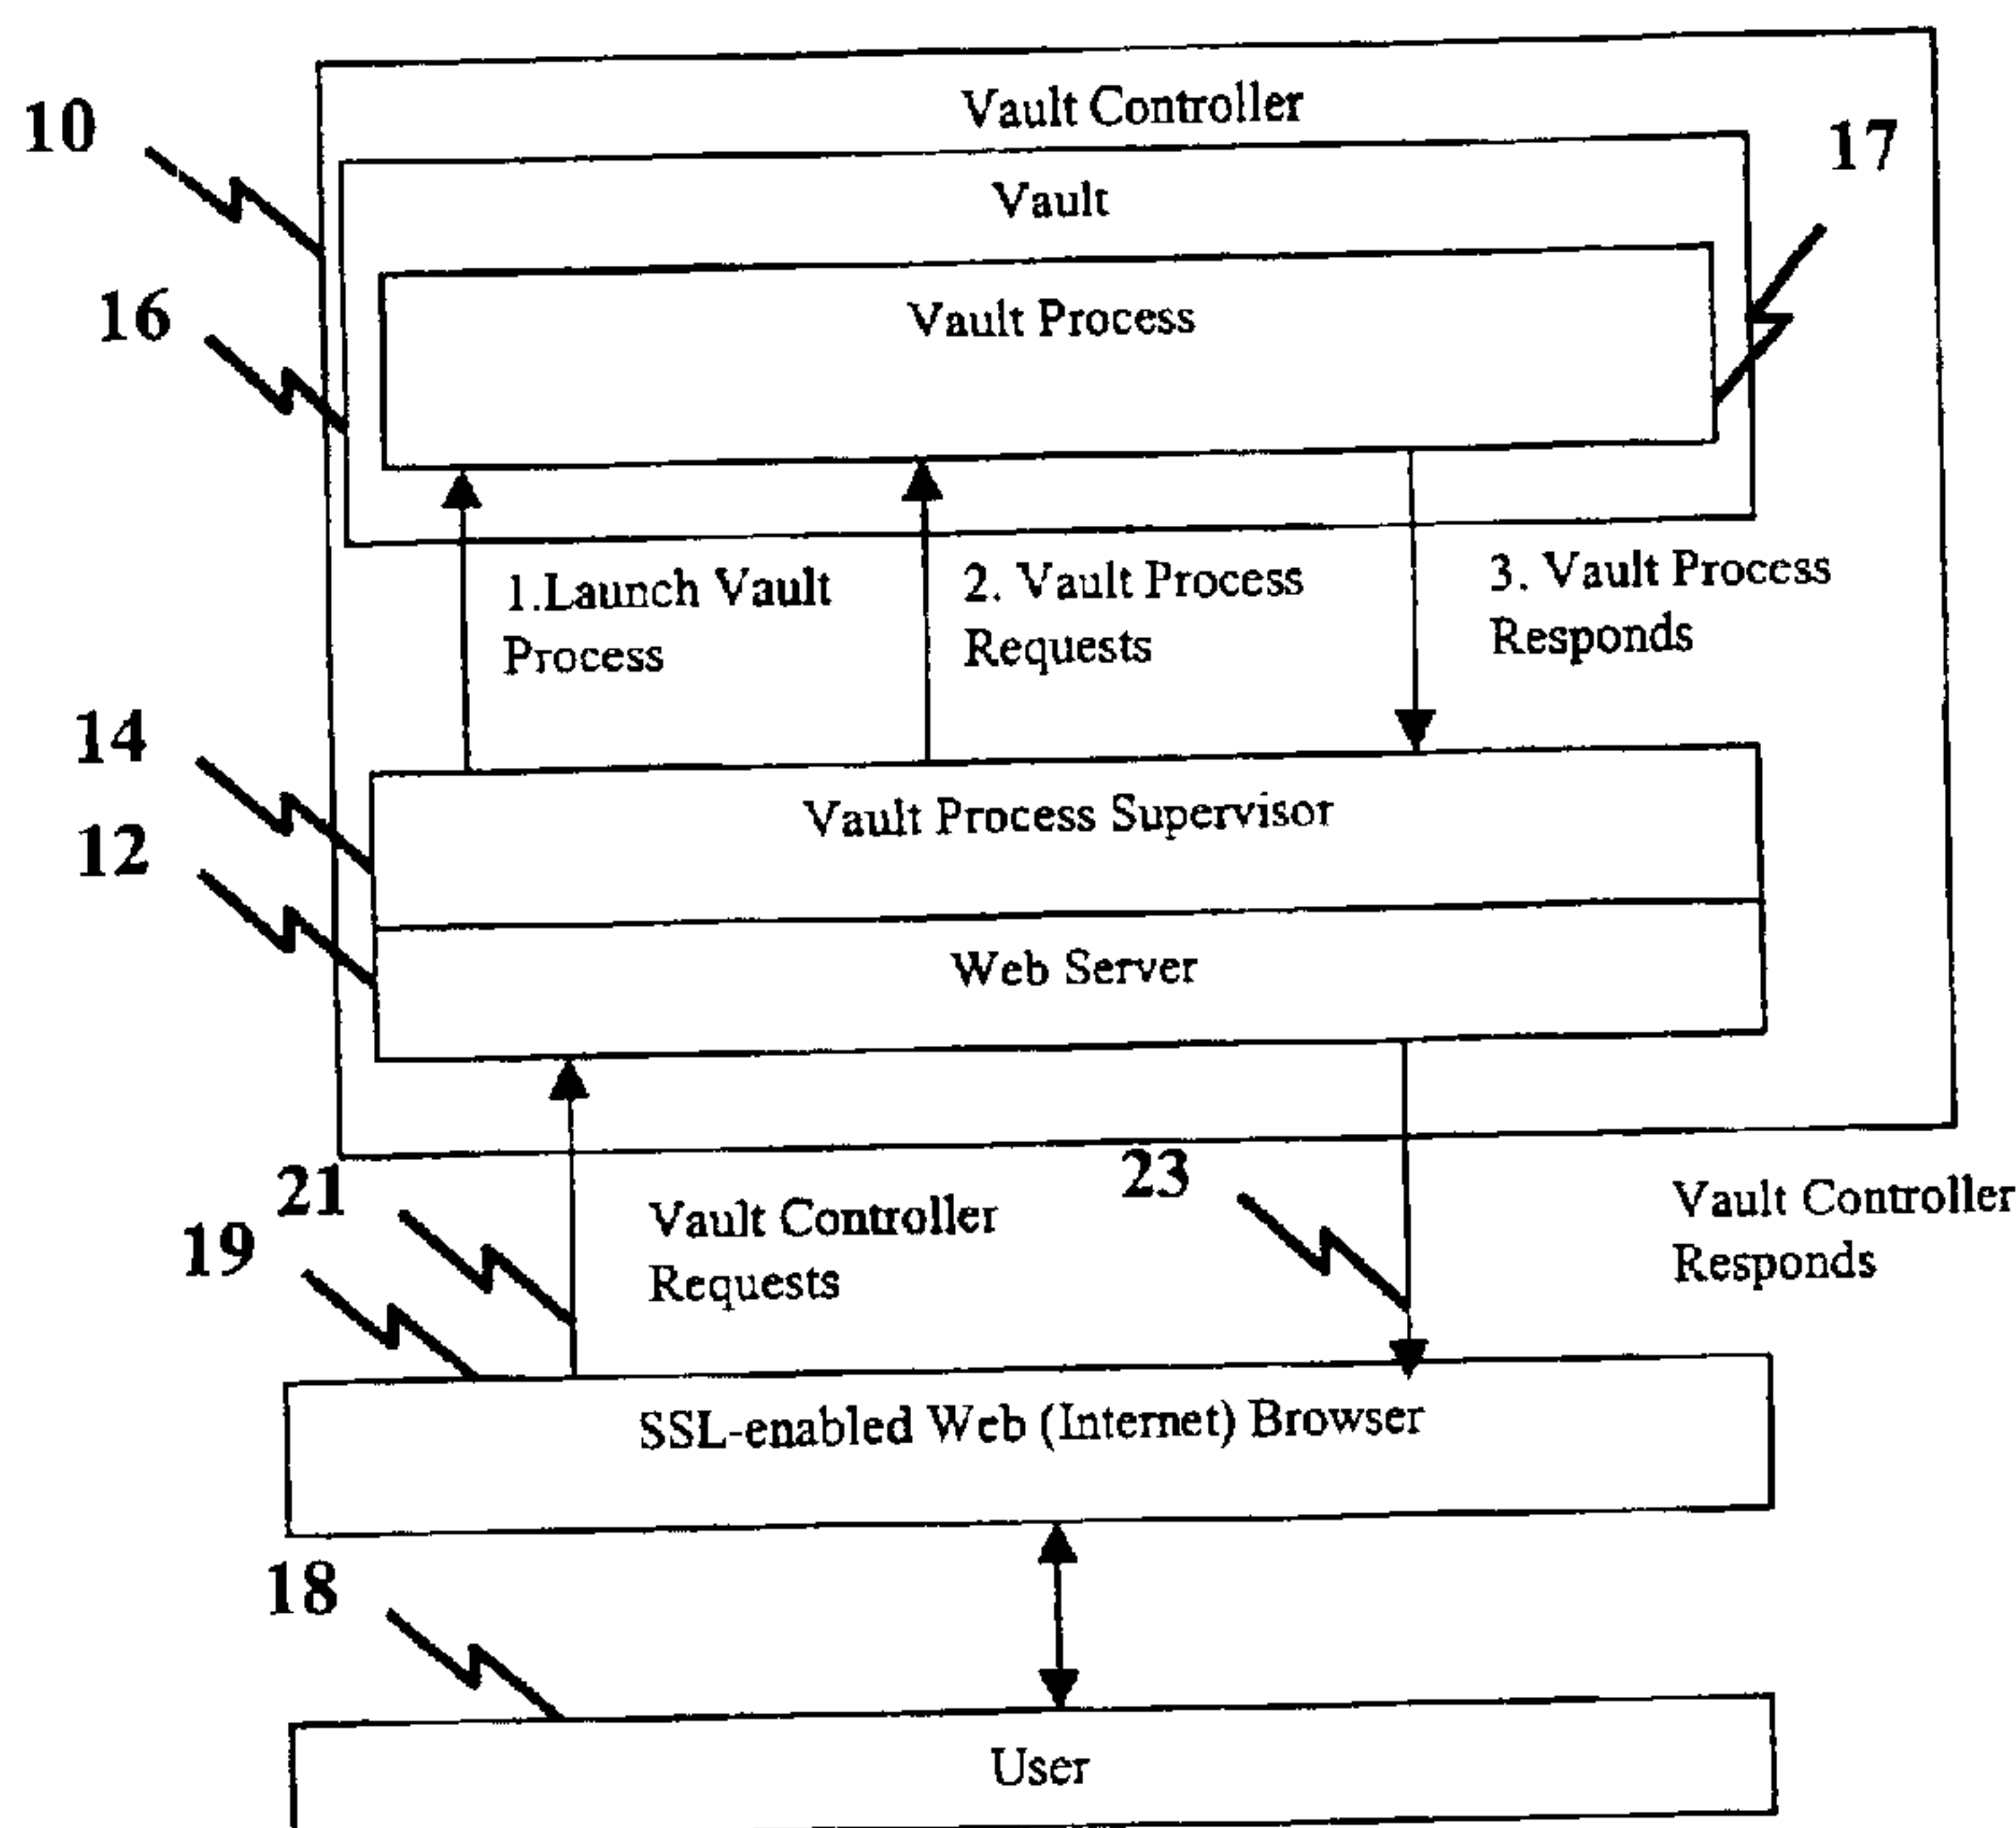 Vault Controller
10
17
Vault
16
Vault Process
1.Launch Vault
Process
2. Vault Process
Requests
3. Vault Process
Responds
14
Vault Process Supervisor
12
Web Server
21
19
Vault Controller
Requests
23
Vault Controller
Responds
SSL-enabled Web (Internet) Browser
18
User